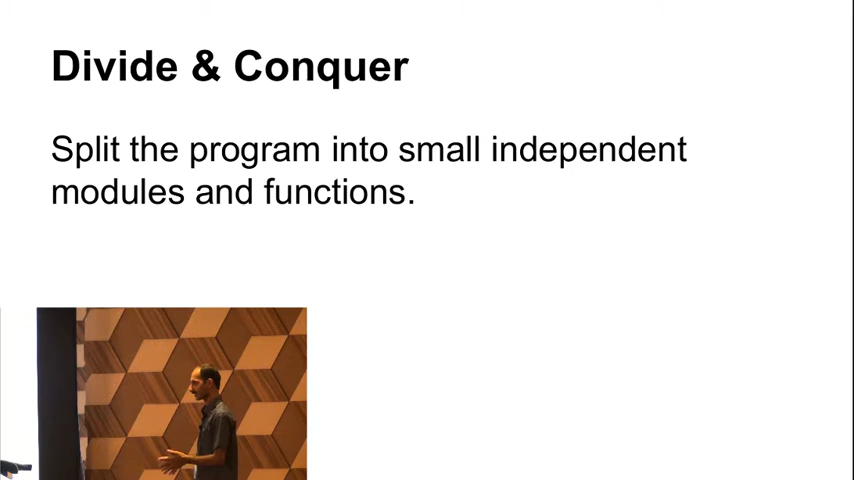 Divide & Conquer
Split the program into small independent
modules and functions.